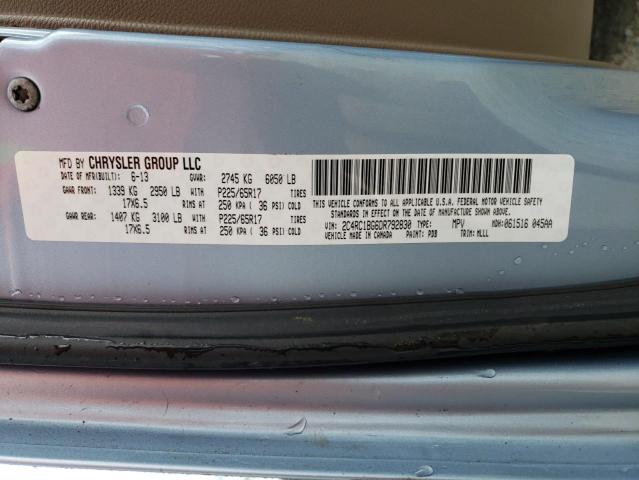 MFD BY CHRYSLER GROUP LLC
DATE OF MFR(BUILT): 6-13 GVWR: 2745 KG 6050 LB
GAWR FRONT: 1339 KG 2950 LB WITH P225/65R17 TIRES
17X6.5 RIMS AT 250 KPA ( 36 PSI) COLD
GAWR REAR: 1407 KG 3100 LB WITH P225/65R17 TIRES
17X6.5 RIMS AT 250 KPA ( 36 PSI) COLD
THIS VEHICLE CONFORMS TO ALL APPLICABLE U.S.A. FEDERAL MOTOR VEHICLE SAFETY
STANDARDS IN EFFECT ON THE DATE OF MANUFACTURE SHOWN ABOVE.
VIN: 2C4RC1BG6DR792830 TYPE: MPV MDH: 061516 045AA
VEHICLE MADE IN CANADA PAINT: PDB TRIM: MLLL